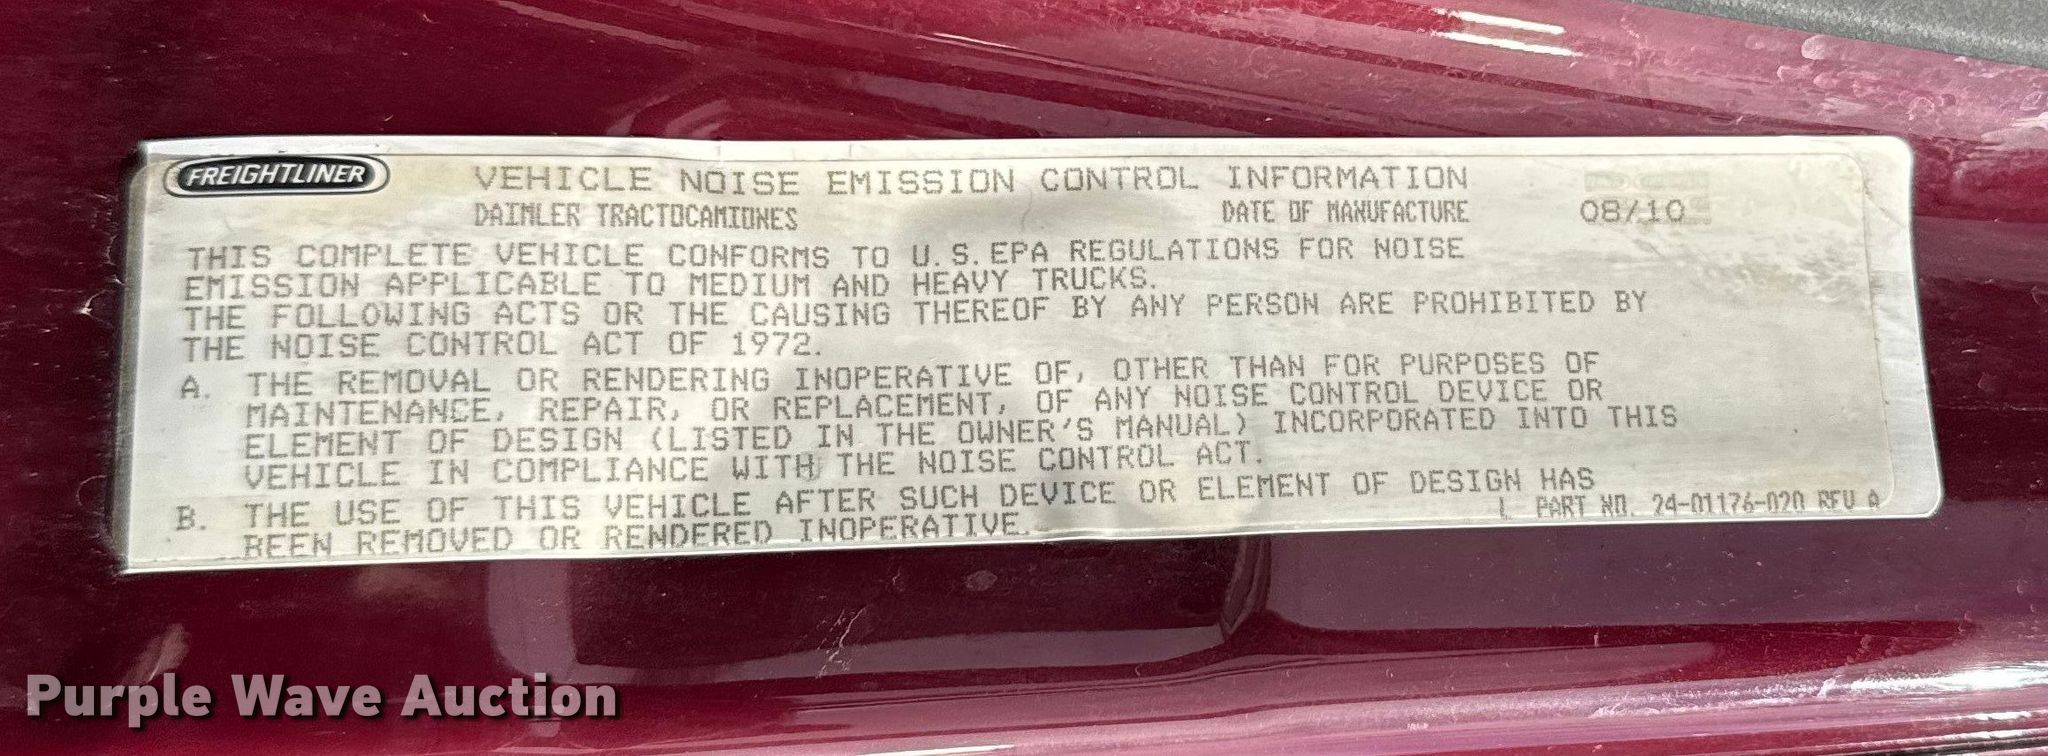 FREIGHTLINER
VEHICLE NOISE EMISSION CONTROL INFORMATION
DAIMLER TRACTOCAMIONES DATE OF MANUFACTURE 08/10
THIS COMPLETE VEHICLE CONFORMS TO U.S. EPA REGULATIONS FOR NOISE
EMISSION APPLICABLE TO MEDIUM AND HEAVY TRUCKS.
THE FOLLOWING ACTS OR THE CAUSING THEREOF BY ANY PERSON ARE PROHIBITED BY
THE NOISE CONTROL ACT OF 1972.
A. THE REMOVAL OR RENDERING INOPERATIVE OF, OTHER THAN FOR PURPOSES OF
MAINTENANCE, REPAIR, OR REPLACEMENT, OF ANY NOISE CONTROL DEVICE OR
ELEMENT OF DESIGN (LISTED IN THE OWNER'S MANUAL) INCORPORATED INTO THIS
VEHICLE IN COMPLIANCE WITH THE NOISE CONTROL ACT.
B. THE USE OF THIS VEHICLE AFTER SUCH DEVICE OR ELEMENT OF DESIGN HAS
BEEN REMOVED OR RENDERED INOPERATIVE.
PART NO. 24-01176-020 REV A
Purple Wave Auction